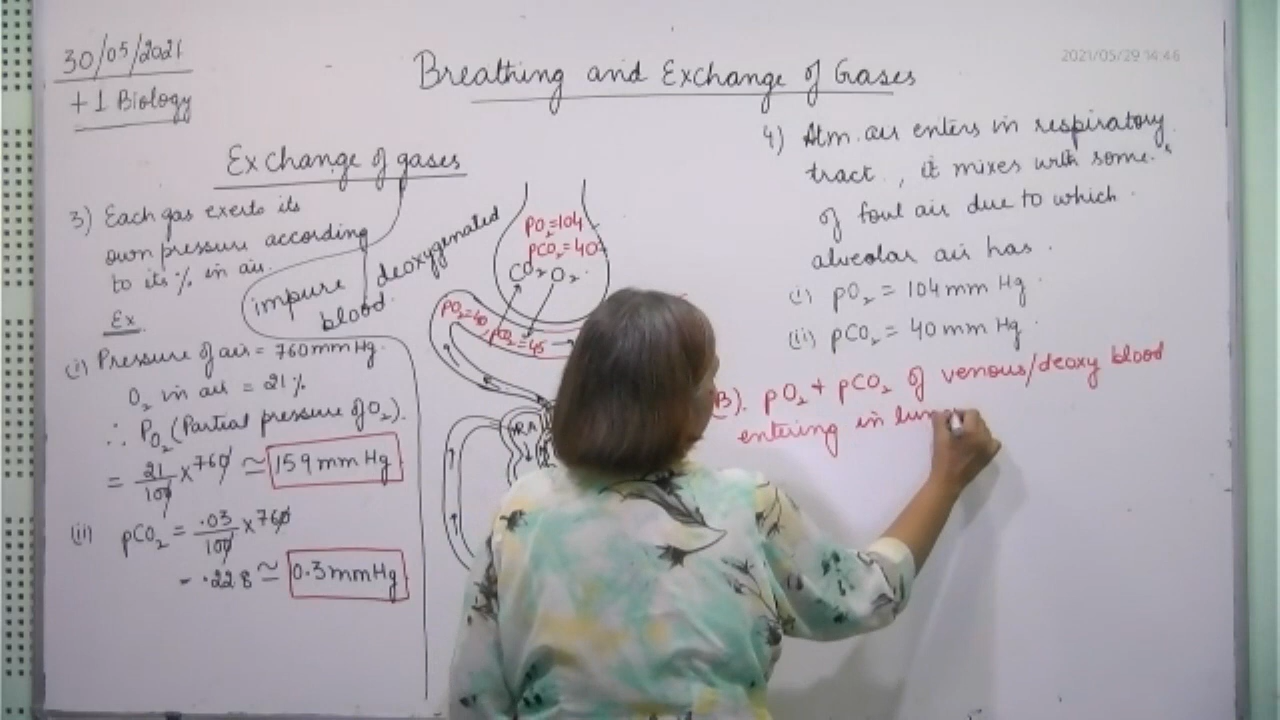 30/05/2021
+1 Biology
2021/05/29 14:46
Breathing and Exchange of Gases
Exchange of gases
3) Each gas exerts its
own pressure according
to its % in air.
Ex
(i) Pressure of air = 760 mm Hg.
O2 in air = 21%
∴ PO2 (Partial pressure of O2).
= 21/100 x 760 ≃ 159 mm Hg
(ii) pCO2 = .03/100 x 760
= .228 ≃ 0.3 mm Hg
impure deoxygenated
blood.
PO2 = 104
pCO2 = 40
CO2 O2
PO2 = 40, pCO2 = 45
RA
4) Atm. air enters in respiratory
tract., it mixes with some
of foul air due to which
alveolar air has
(i) pO2 = 104 mm Hg
(ii) pCO2 = 40 mm Hg
(B). pO2 + pCO2 of venous/deoxy blood
entering in lun